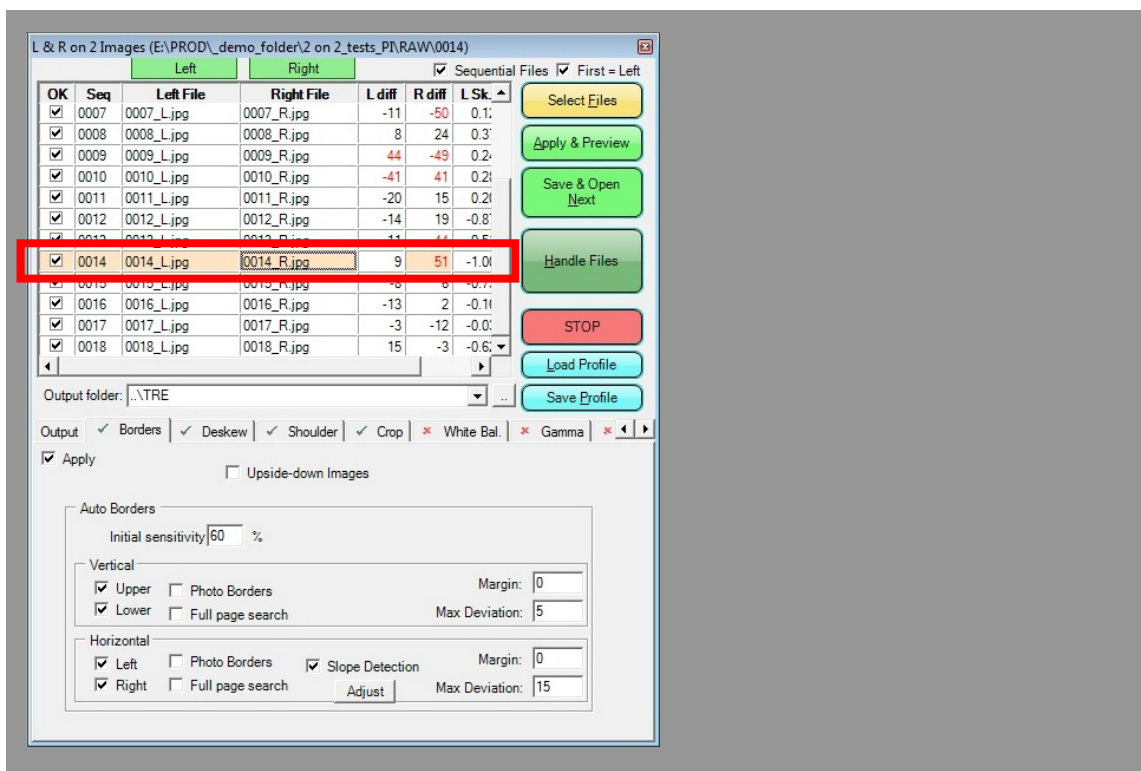 L & R on 2 Images (E:\PROD\_demo_folder\2 on 2_tests_PI\RAW\0014)
Left Right Sequential Files First = Left
OK Seq Left File Right File L diff R diff L Sk.
0007 0007_L.jpg 0007_R.jpg -11 -50
0008 0008_L.jpg 0008_R.jpg 8 24
0009 0009_L.jpg 0009_R.jpg 44 -49
0010 0010_L.jpg 0010_R.jpg -41 41
0011 0011_L.jpg 0011_R.jpg -20 15
0012 0012_L.jpg 0012_R.jpg -14 19
0014 0014_L.jpg 0014_R.jpg 9 51
0016 0016_L.jpg 0016_R.jpg -13 2
0017 0017_L.jpg 0017_R.jpg -3 -12
0018 0018_L.jpg 0018_R.jpg 15 -3
Select Files
Apply & Preview
Save & Open
Next
Handle Files
STOP
Load Profile
Save Profile
Output folder: ..\TRE ..
Output Borders Deskew Shoulder Crop White Bal. Gamma
Apply
Upside-down Images
Auto Borders
Initial sensitivity 60 %
Vertical
Upper Photo Borders Margin: 0
Lower Full page search Max Deviation: 5
Horizontal
Left Photo Borders Slope Detection Margin: 0
Right Full page search Adjust Max Deviation: 15